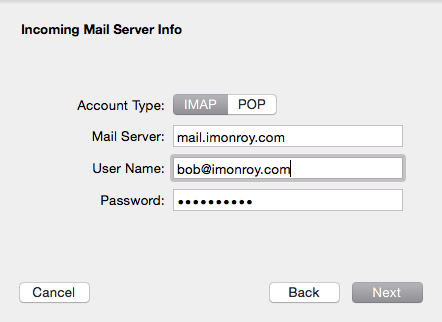 Incoming Mail Server Info
Account Type: IMAP POP
Mail Server: mail.imonroy.com
User Name: bob@imonroy.com
Password: ••••••••••
Cancel Back Next